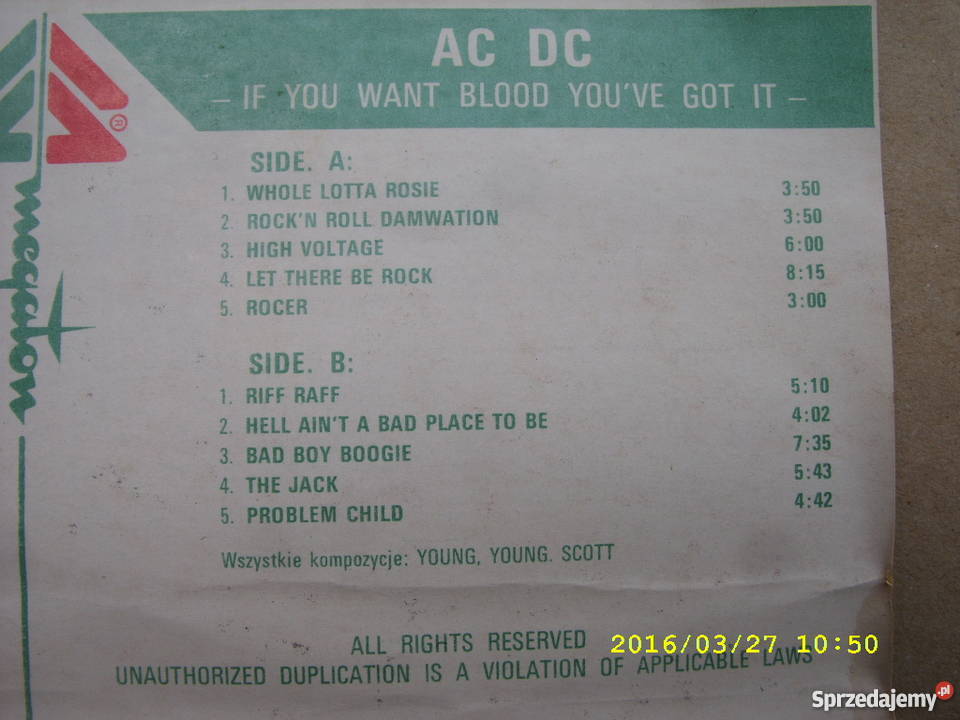 AC DC
– IF YOU WANT BLOOD YOU'VE GOT IT –
SIDE. A:
1. WHOLE LOTTA ROSIE 3:50
2. ROCK'N ROLL DAMWATION 3:50
3. HIGH VOLTAGE 6:00
4. LET THERE BE ROCK 8:15
5. ROCER 3:00
SIDE. B:
1. RIFF RAFF 5:10
2. HELL AIN'T A BAD PLACE TO BE 4:02
3. BAD BOY BOOGIE 7:35
4. THE JACK 5:43
5. PROBLEM CHILD 4:42
Wszystkie kompozycje: YOUNG, YOUNG. SCOTT
ALL RIGHTS RESERVED
UNAUTHORIZED DUPLICATION IS A VIOLATION OF APPLICABLE LAWS
megaton
®
2016/03/27 10:50
Sprzedajemy.pl